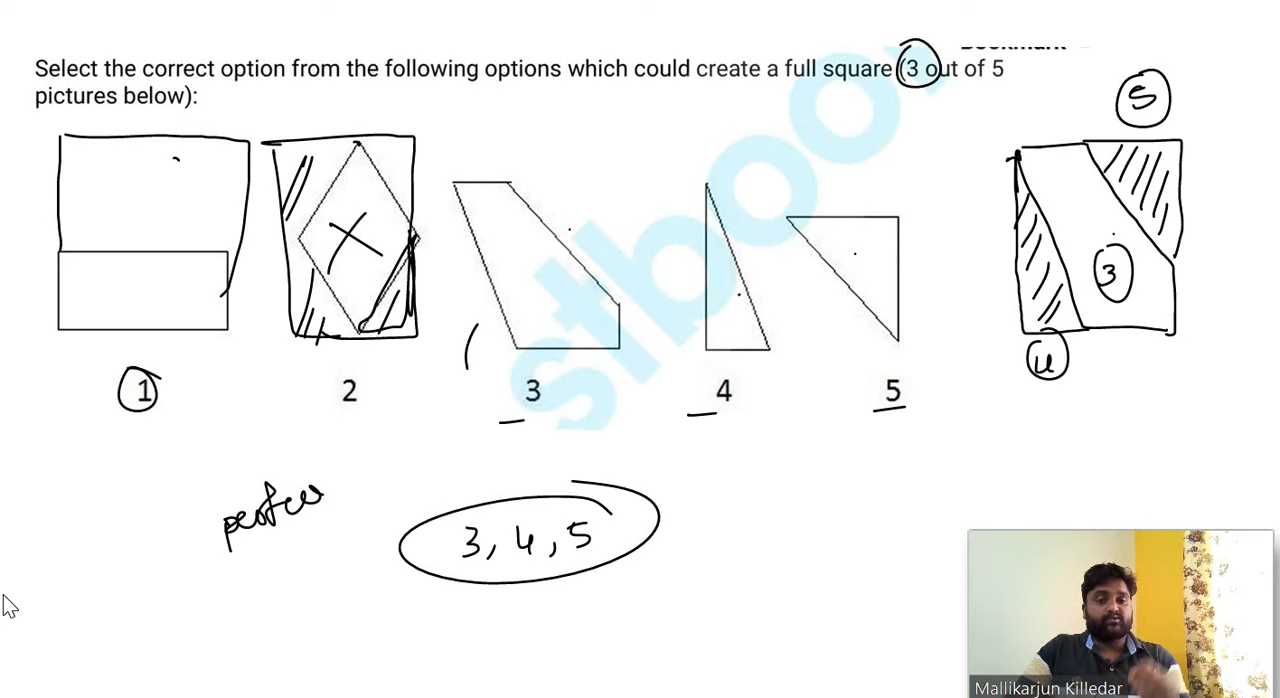 Select the correct option from the following options which could create a full square (3 out of 5
pictures below):
5
3
4
1 2 3 4 5
3, 4, 5
Mallikarjun Killedar